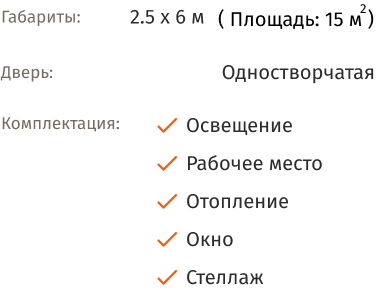 Габариты: 2.5 x 6 м ( Площадь: 15 м²)
Дверь: Одностворчатая
Комплектация: Освещение
Рабочее место
Отопление
Окно
Стеллаж